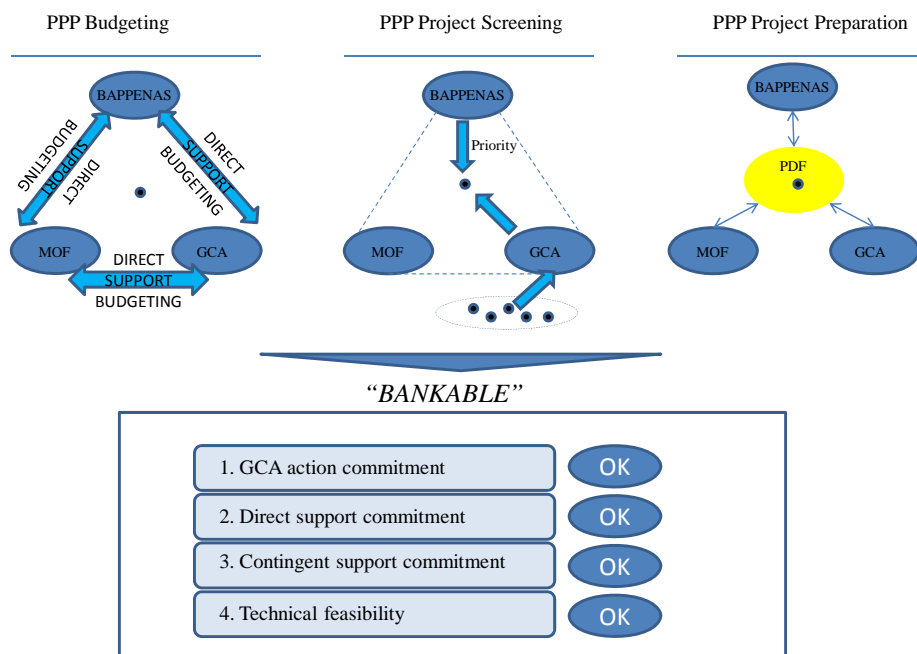 PPP Budgeting
PPP Project Screening
PPP Project Preparation
BAPPENAS
DIRECT
SUPPORT
BUDGETING
DIRECT
SUPPORT
BUDGETING
MOF
GCA
DIRECT
SUPPORT
BUDGETING
BAPPENAS
Priority
MOF
GCA
BAPPENAS
PDF
MOF
GCA
“BANKABLE”
1. GCA action commitment
OK
2. Direct support commitment
OK
3. Contingent support commitment
OK
4. Technical feasibility
OK